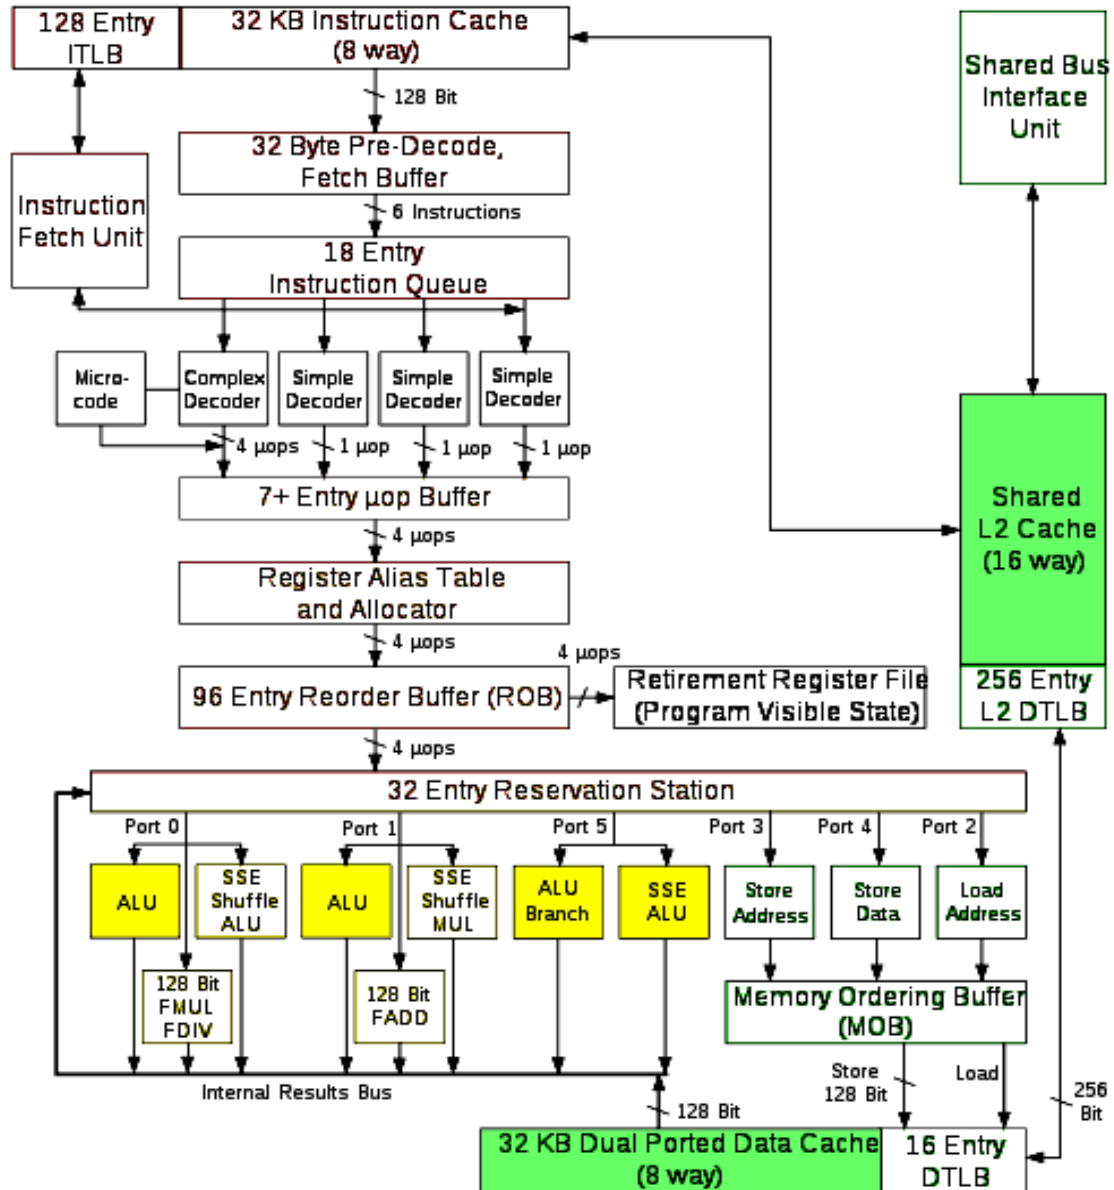 128 Entry
ITLB
32 KB Instruction Cache
(8 way)
Shared Bus
Interface
Unit
128 Bit
32 Byte Pre-Decode,
Fetch Buffer
Instruction
Fetch Unit
6 Instructions
18 Entry
Instruction Queue
Micro-
code
Complex
Decoder
Simple
Decoder
Simple
Decoder
Simple
Decoder
4 µops
1 µop
1 µop
1 µop
7+ Entry µop Buffer
Shared
L2 Cache
(16 way)
4 µops
Register Alias Table
and Allocator
4 µops
4 µops
96 Entry Reorder Buffer (ROB)
Retirement Register File
(Program Visible State)
256 Entry
L2 DTLB
4 µops
32 Entry Reservation Station
Port 0
Port 1
Port 5
Port 3
Port 4
Port 2
ALU
SSE
Shuffle
ALU
ALU
SSE
Shuffle
MUL
ALU
Branch
SSE
ALU
Store
Address
Store
Data
Load
Address
128 Bit
FMUL
FDIV
128 Bit
FADD
Memory Ordering Buffer
(MOB)
Internal Results Bus
Store
128 Bit
Load
128 Bit
256
Bit
32 KB Dual Ported Data Cache
(8 way)
16 Entry
DTLB